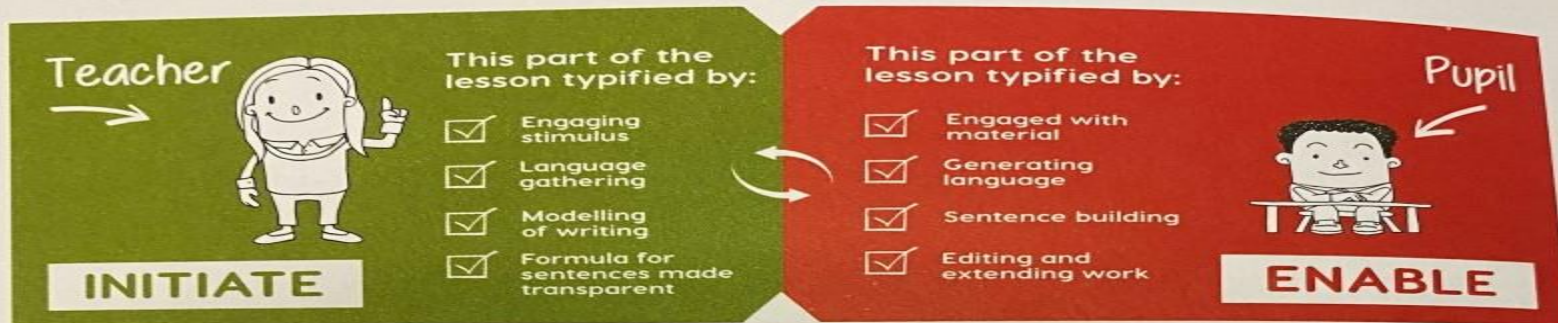 Teacher
This part of the
lesson typified by:
Engaging
stimulus
Language
gathering
Modelling
of writing
Formula for
sentences made
transparent
INITIATE
This part of the
lesson typified by:
Engaged with
material
Generating
language
Sentence building
Editing and
extending work
Pupil
ENABLE